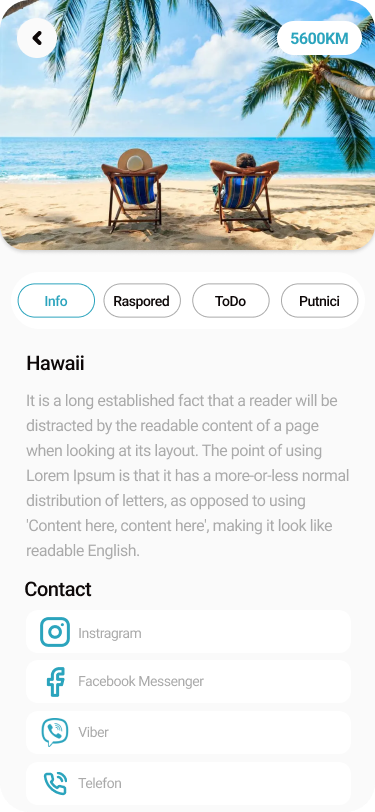 5600KM
Info Raspored ToDo Putnici
Hawaii
It is a long established fact that a reader will be
distracted by the readable content of a page
when looking at its layout. The point of using
Lorem Ipsum is that it has a more-or-less normal
distribution of letters, as opposed to using
'Content here, content here', making it look like
readable English.
Contact
Instragram
Facebook Messenger
Viber
Telefon